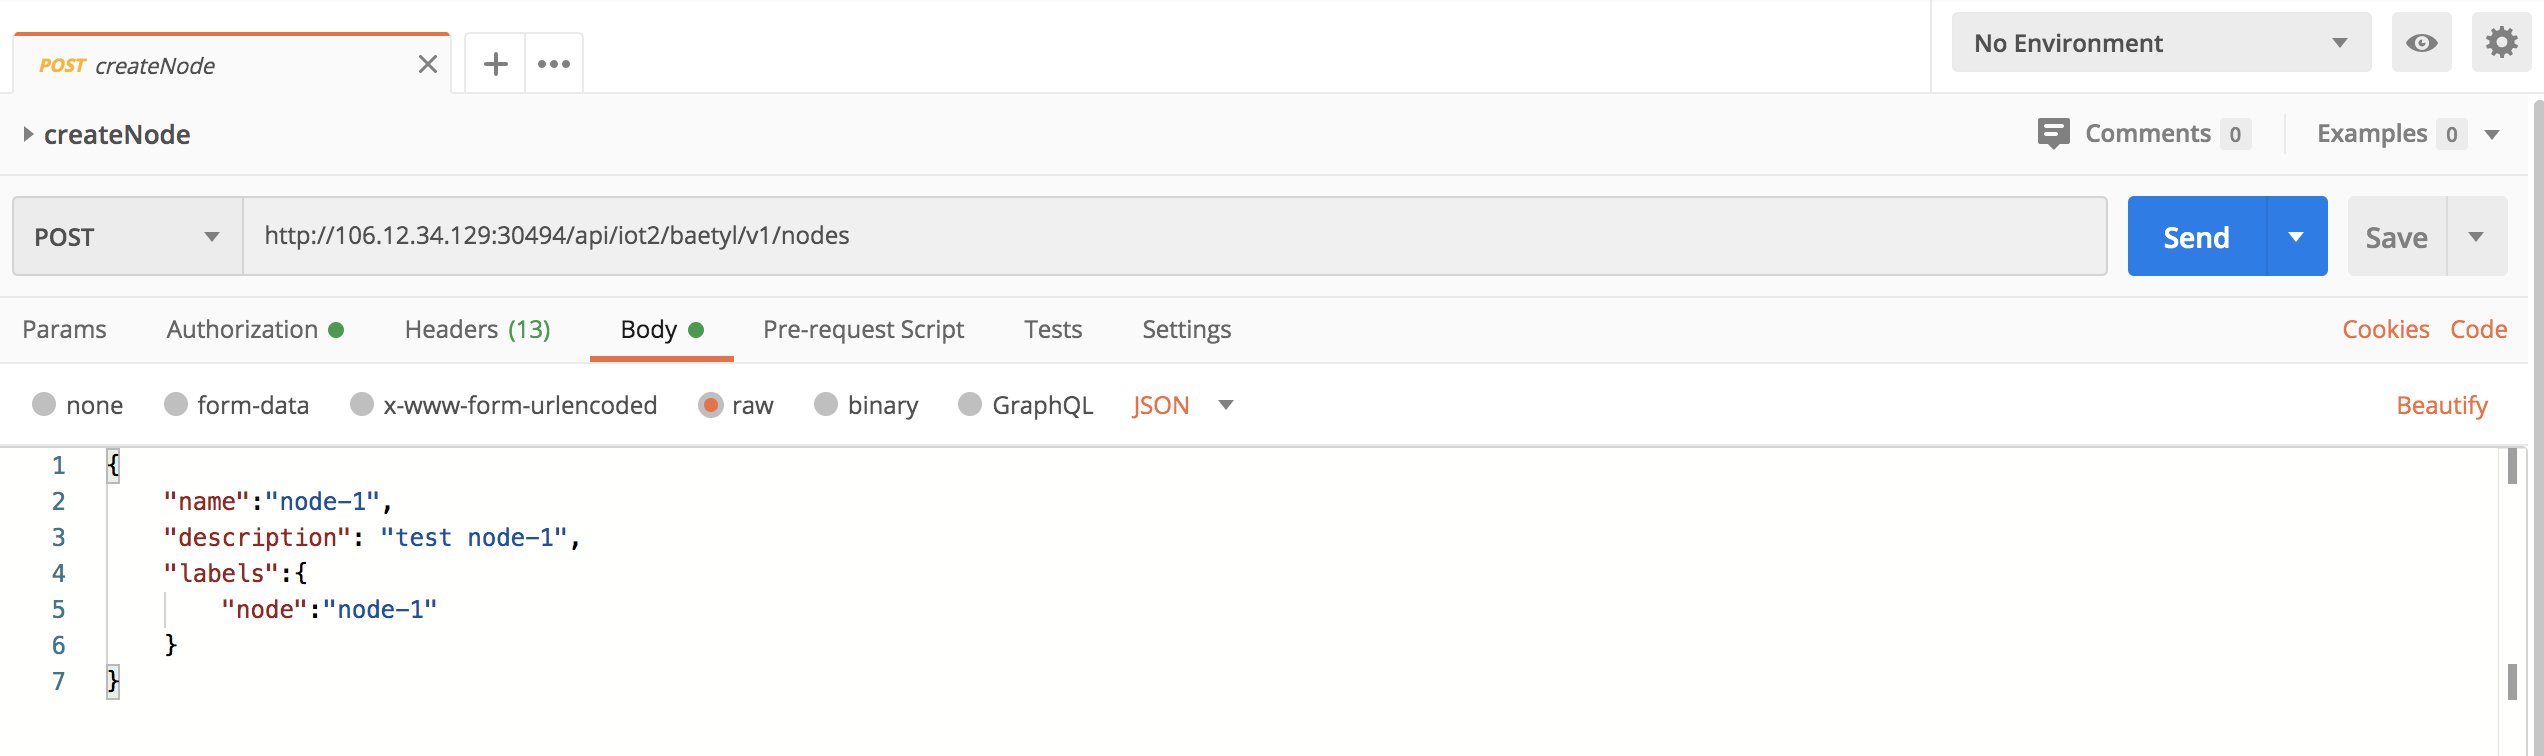 POST createNode
No Environment
createNode
Comments 0
Examples 0
POST
http://106.12.34.129:30494/api/iot2/baetyl/v1/nodes
Send
Save
Params Authorization Headers (13) Body Pre-request Script Tests Settings Cookies Code
none form-data x-www-form-urlencoded raw binary GraphQL JSON Beautify
1 {
2 "name":"node-1",
3 "description": "test node-1",
4 "labels":{
5 "node":"node-1"
6 }
7 }